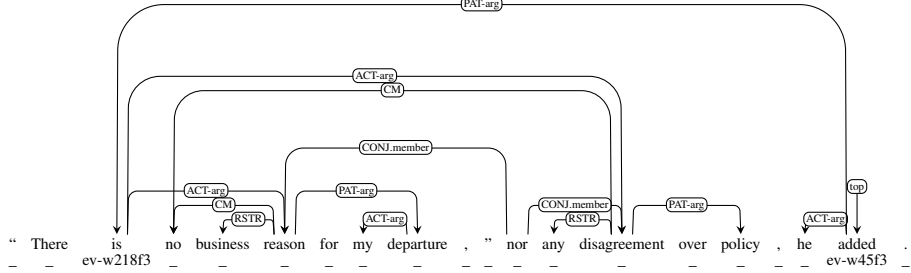 PAT-arg
ACT-arg
CM
CONJ.member
top
ACT-arg PAT-arg CONJ.member PAT-arg
CM
RSTR ACT-arg RSTR ACT-arg
“ There is no business reason for my departure , ” nor any disagreement over policy , he added .
ev-w218f3 ev-w45f3
_ _ _ _ _ _ _ _ _ _ _ _ _ _ _ _ _ _